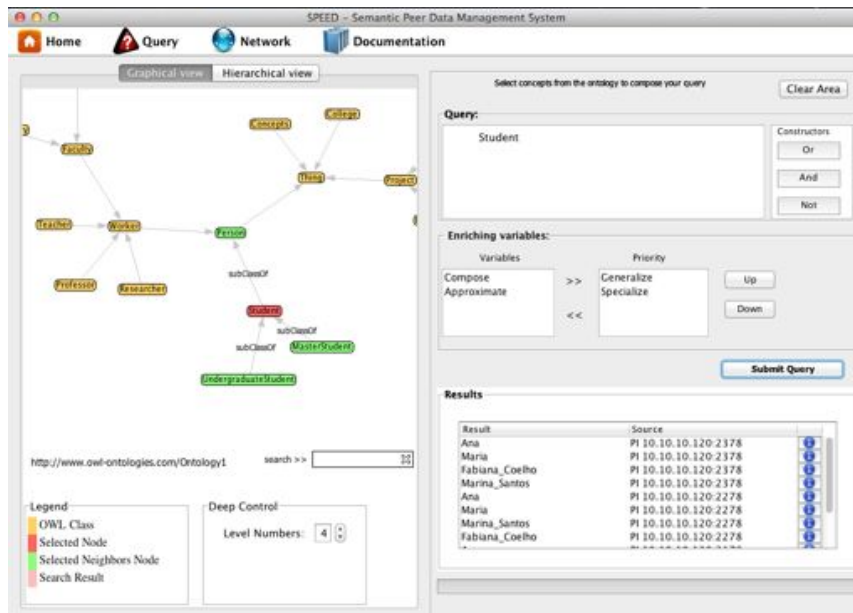 SPEED - Semantic Peer Data Management System
Home Query Network Documentation
Graphical view Hierarchical view
Concepts
College
Faculty
Thing
Project
Teacher
Worker
Person
Professor
Researcher
subClassOf
Student
subClassOf
subClassOf
MasterStudent
UndergraduateStudent
http://www.owl-ontologies.com/Ontology1
search >>
Legend
OWL Class
Selected Node
Selected Neighbors Node
Search Result
Deep Control
Level Numbers: 4
Select concepts from the ontology to compose your query
Clear Area
Query:
Student
Constructors
Or
And
Not
Enriching variables:
Variables Priority
Compose >> Generalize Up
Approximate Specialize
<< Down
Submit Query
Results
Result Source
Ana PI 10.10.10.120:2378
Maria PI 10.10.10.120:2378
Fabiana_Coelho PI 10.10.10.120:2378
Marina_Santos PI 10.10.10.120:2378
Ana PI 10.10.10.120:2278
Maria PI 10.10.10.120:2278
Marina_Santos PI 10.10.10.120:2278
Fabiana_Coelho PI 10.10.10.120:2278